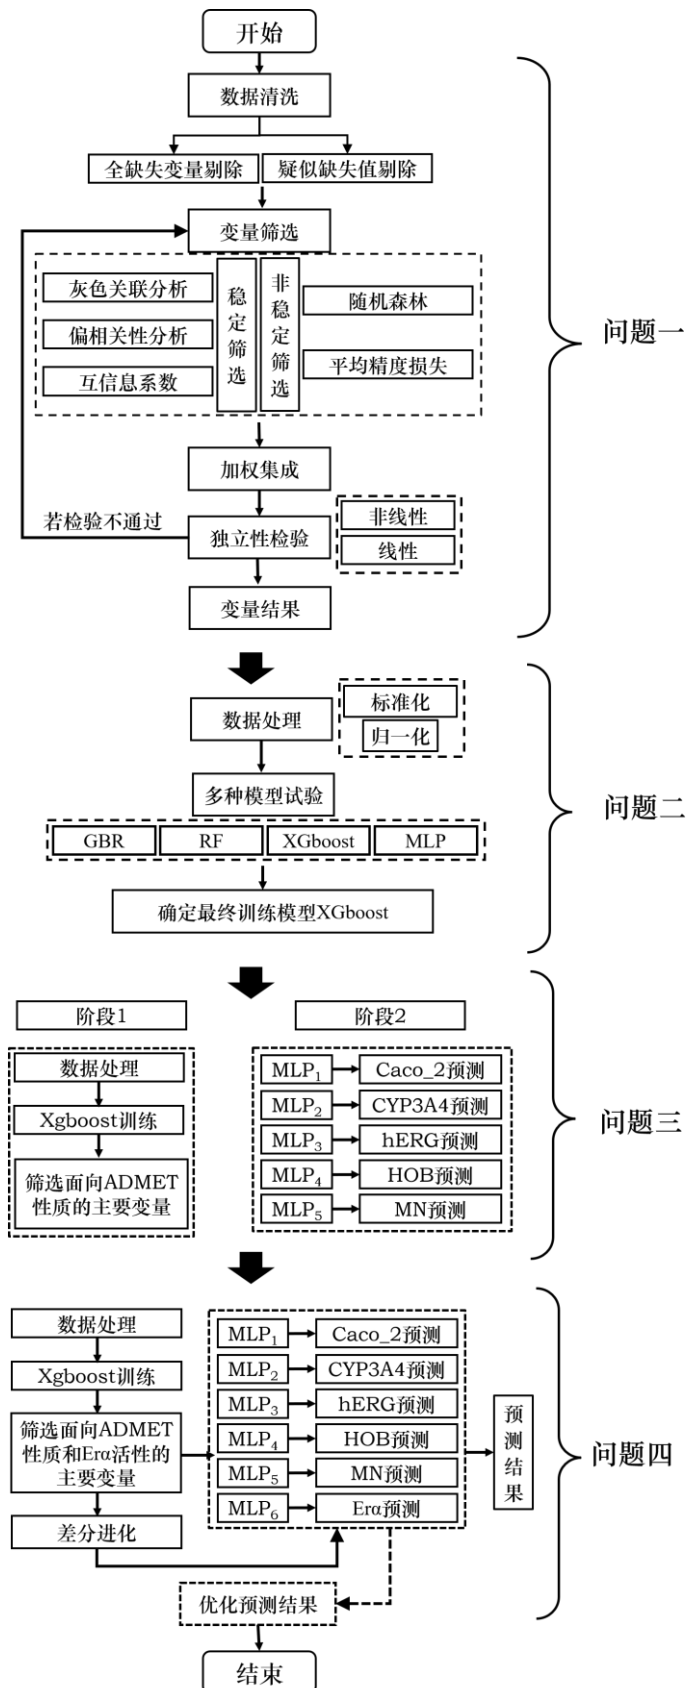 开始
数据清洗
全缺失变量剔除
疑似缺失值剔除
变量筛选
灰色关联分析
偏相关性分析
互信息系数
稳定筛选
非稳定筛选
随机森林
平均精度损失
问题一
加权集成
若检验不通过
独立性检验
非线性
线性
变量结果
数据处理
标准化
归一化
多种模型试验
GBR
RF
XGboost
MLP
确定最终训练模型XGboost
问题二
阶段1
阶段2
数据处理
Xgboost训练
筛选面向ADMET
性质的主要变量
MLP₁
Caco_2预测
MLP₂
CYP3A4预测
MLP₃
hERG预测
MLP₄
HOB预测
MLP₅
MN预测
问题三
数据处理
Xgboost训练
筛选面向ADMET
性质和Erα活性的
主要变量
差分进化
MLP₁
Caco_2预测
MLP₂
CYP3A4预测
MLP₃
hERG预测
MLP₄
HOB预测
MLP₅
MN预测
MLP₆
Erα预测
预测结果
问题四
优化预测结果
结束